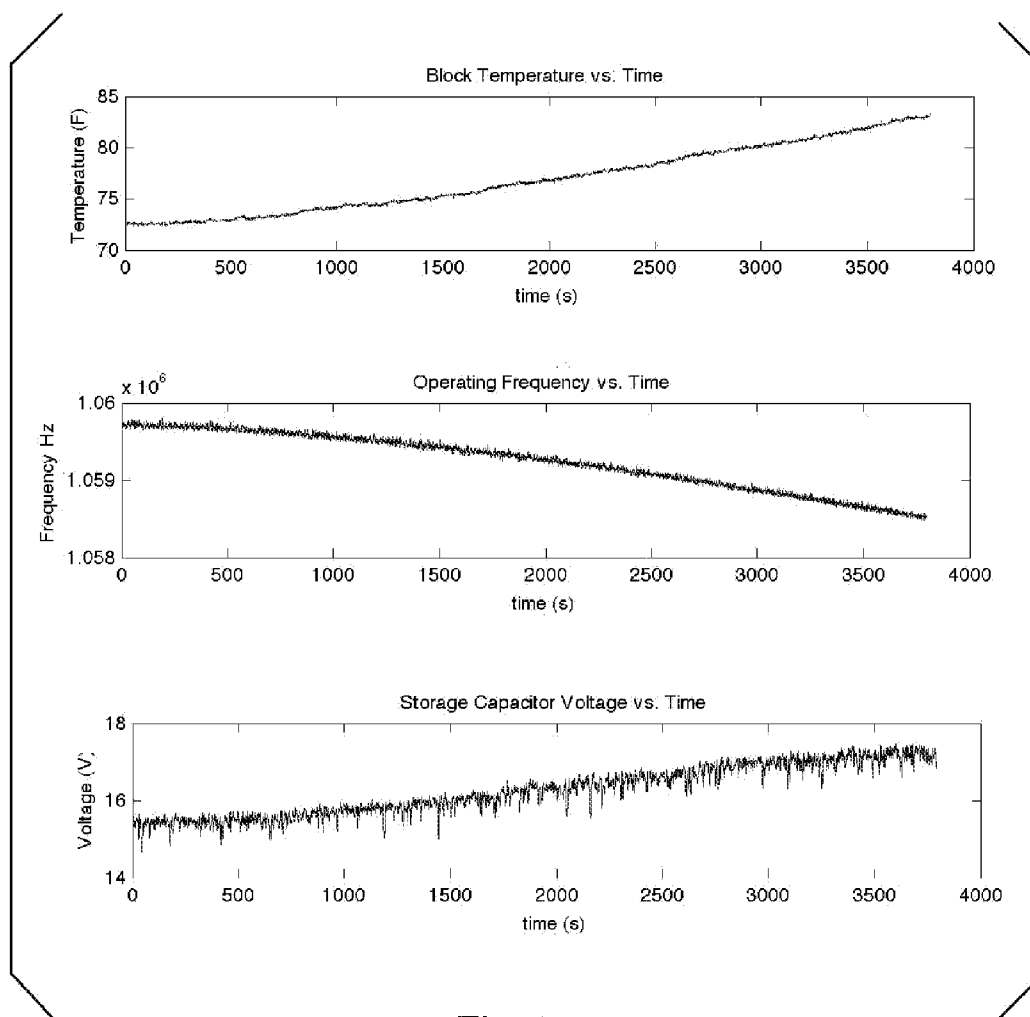 Block Temperature vs. Time
Temperature (F)
85
80
75
70
0 500 1000 1500 2000 2500 3000 3500 4000
time (s)
x 10^6
Operating Frequency vs. Time
Frequency Hz
1.06
1.059
1.058
0 500 1000 1500 2000 2500 3000 3500 4000
time (s)
Storage Capacitor Voltage vs. Time
Voltage (V)
18
16
14
0 500 1000 1500 2000 2500 3000 3500 4000
time (s)